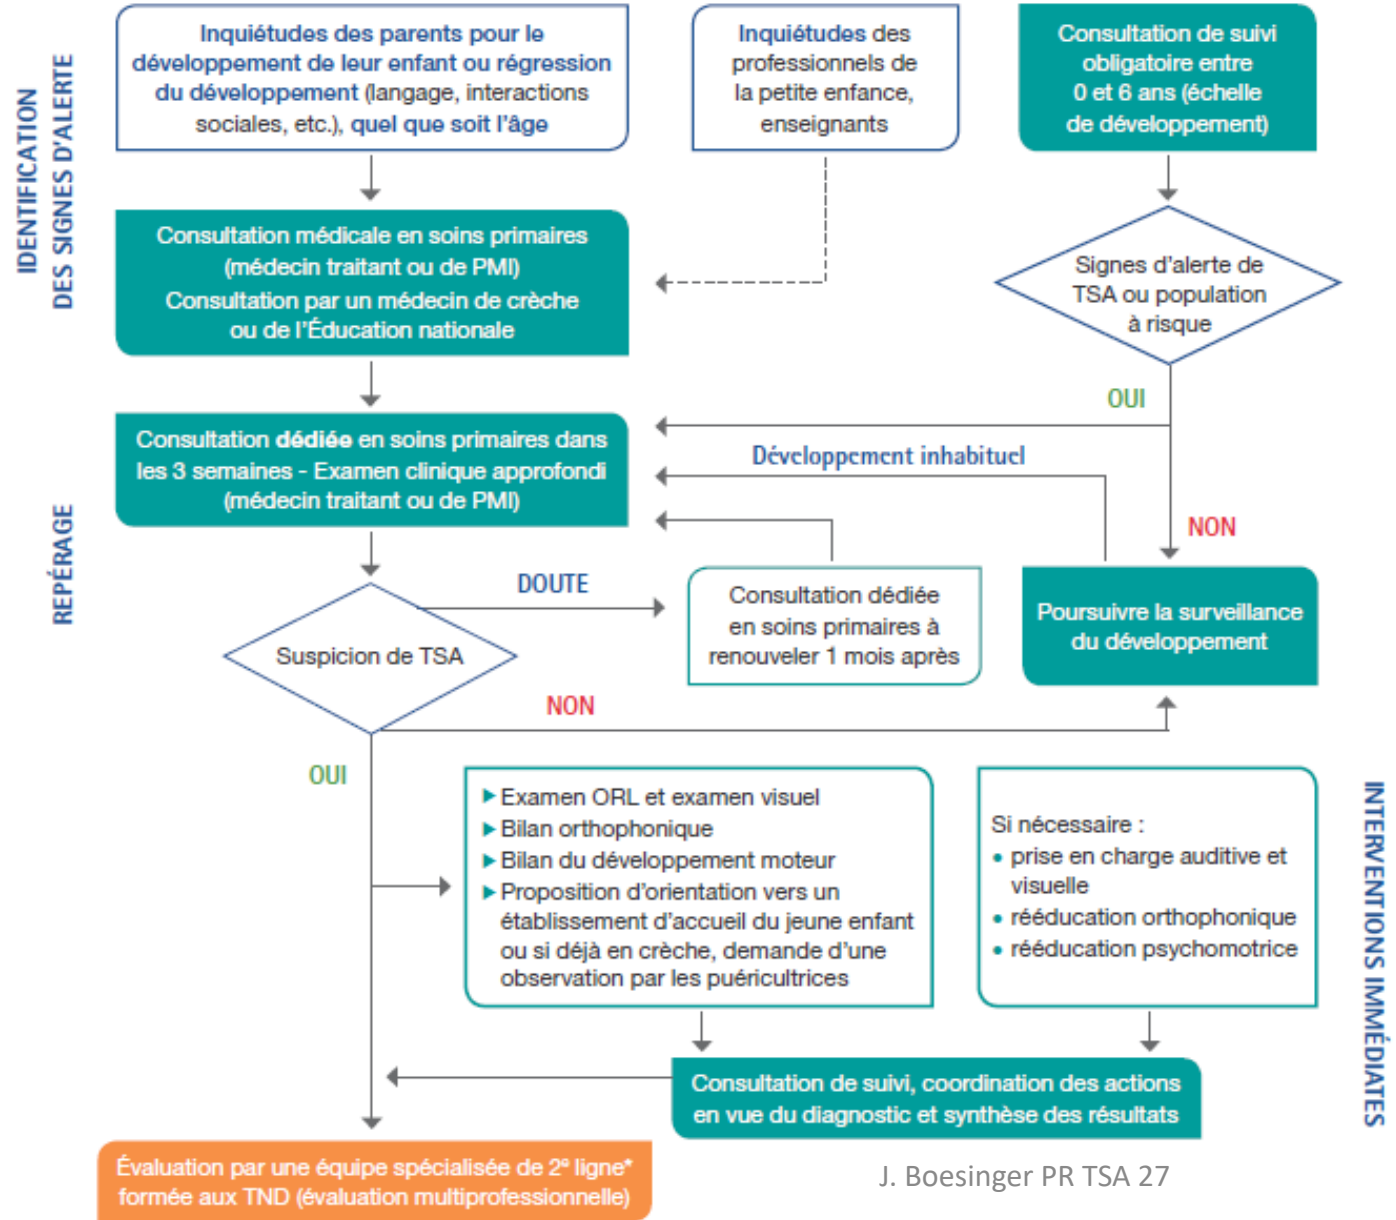 IDENTIFICATION
DES SIGNES D'ALERTE
Inquiétudes des parents pour le
développement de leur enfant ou régression
du développement (langage, interactions
sociales, etc.), quel que soit l'âge
Inquiétudes des
professionnels de
la petite enfance,
enseignants
Consultation de suivi
obligatoire entre
0 et 6 ans (échelle
de développement)
Consultation médicale en soins primaires
(médecin traitant ou de PMI)
Consultation par un médecin de crèche
ou de l'Éducation nationale
Signes d'alerte de
TSA ou population
à risque
OUI
NON
REPÉRAGE
Consultation dédiée en soins primaires dans
les 3 semaines - Examen clinique approfondi
(médecin traitant ou de PMI)
Développement inhabituel
Suspicion de TSA
DOUTE
Consultation dédiée
en soins primaires à
renouveler 1 mois après
Poursuivre la surveillance
du développement
NON
OUI
▶ Examen ORL et examen visuel
▶ Bilan orthophonique
▶ Bilan du développement moteur
▶ Proposition d'orientation vers un
établissement d'accueil du jeune enfant
ou si déjà en crèche, demande d'une
observation par les puéricultrices
Si nécessaire :
• prise en charge auditive et
visuelle
• rééducation orthophonique
• rééducation psychomotrice
INTERVENTIONS IMMÉDIATES
Consultation de suivi, coordination des actions
en vue du diagnostic et synthèse des résultats
Évaluation par une équipe spécialisée de 2e ligne*
formée aux TND (évaluation multiprofessionnelle)
J. Boesinger PR TSA 27